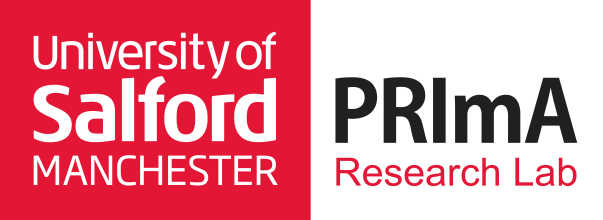 University of
Salford
MANCHESTER
PRImA
Research Lab